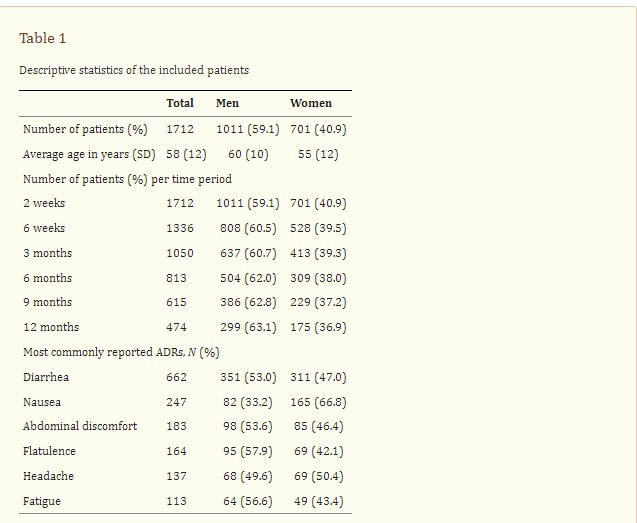 Table 1
Descriptive statistics of the included patients
Total Men Women
Number of patients (%) 1712 1011 (59.1) 701 (40.9)
Average age in years (SD) 58 (12) 60 (10) 55 (12)
Number of patients (%) per time period
2 weeks 1712 1011 (59.1) 701 (40.9)
6 weeks 1336 808 (60.5) 528 (39.5)
3 months 1050 637 (60.7) 413 (39.3)
6 months 813 504 (62.0) 309 (38.0)
9 months 615 386 (62.8) 229 (37.2)
12 months 474 299 (63.1) 175 (36.9)
Most commonly reported ADRs, N (%)
Diarrhea 662 351 (53.0) 311 (47.0)
Nausea 247 82 (33.2) 165 (66.8)
Abdominal discomfort 183 98 (53.6) 85 (46.4)
Flatulence 164 95 (57.9) 69 (42.1)
Headache 137 68 (49.6) 69 (50.4)
Fatigue 113 64 (56.6) 49 (43.4)